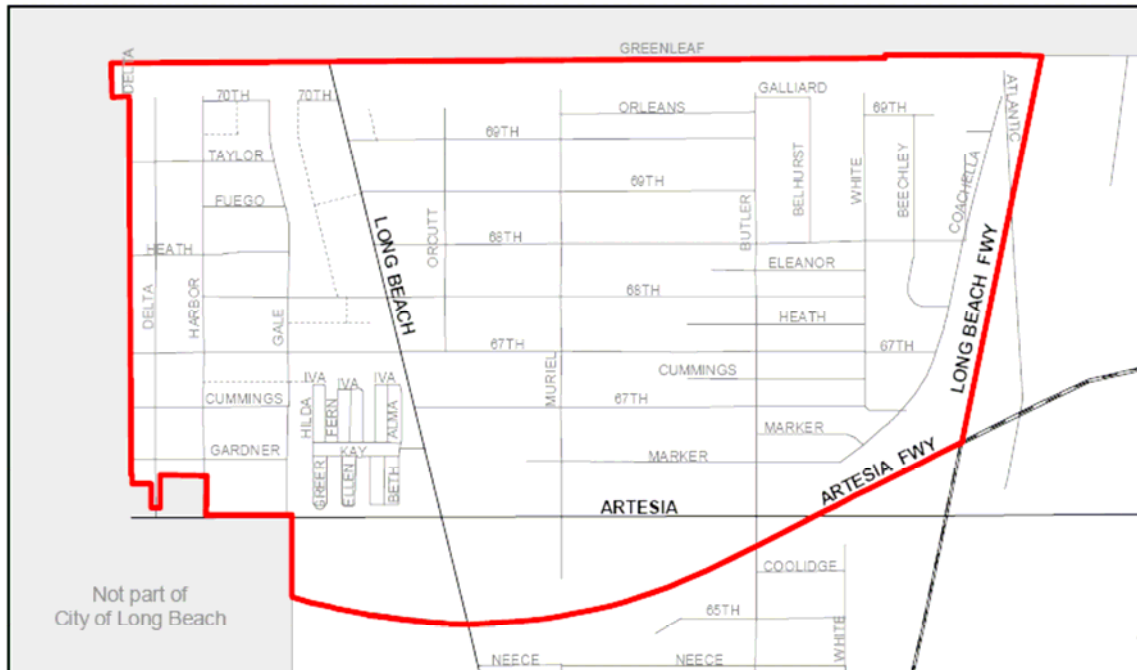 GREENLEAF
DELTA
ATLANTIC
GALLIARD
70TH
70TH
ORLEANS
69TH
69TH
TAYLOR
BELHURST
WHITE
BEECHLEY
COACHELLA
69TH
FUEGO
BUTLER
LONG BEACH
ORCUTT
68TH
HEATH
ELEANOR
LONG BEACH FWY
DELTA
HARBOR
GALE
68TH
HEATH
67TH
67TH
MURIEL
CUMMINGS
IVA
IVA
IVA
CUMMINGS
HILDA
FERN
ALMA
67TH
MARKER
GARDNER
KAY
MARKER
ARTESIA FWY
GREER
ELLEN
BETH
ARTESIA
COOLIDGE
Not part of
City of Long Beach
65TH
WHITE
NEECE
NEECE